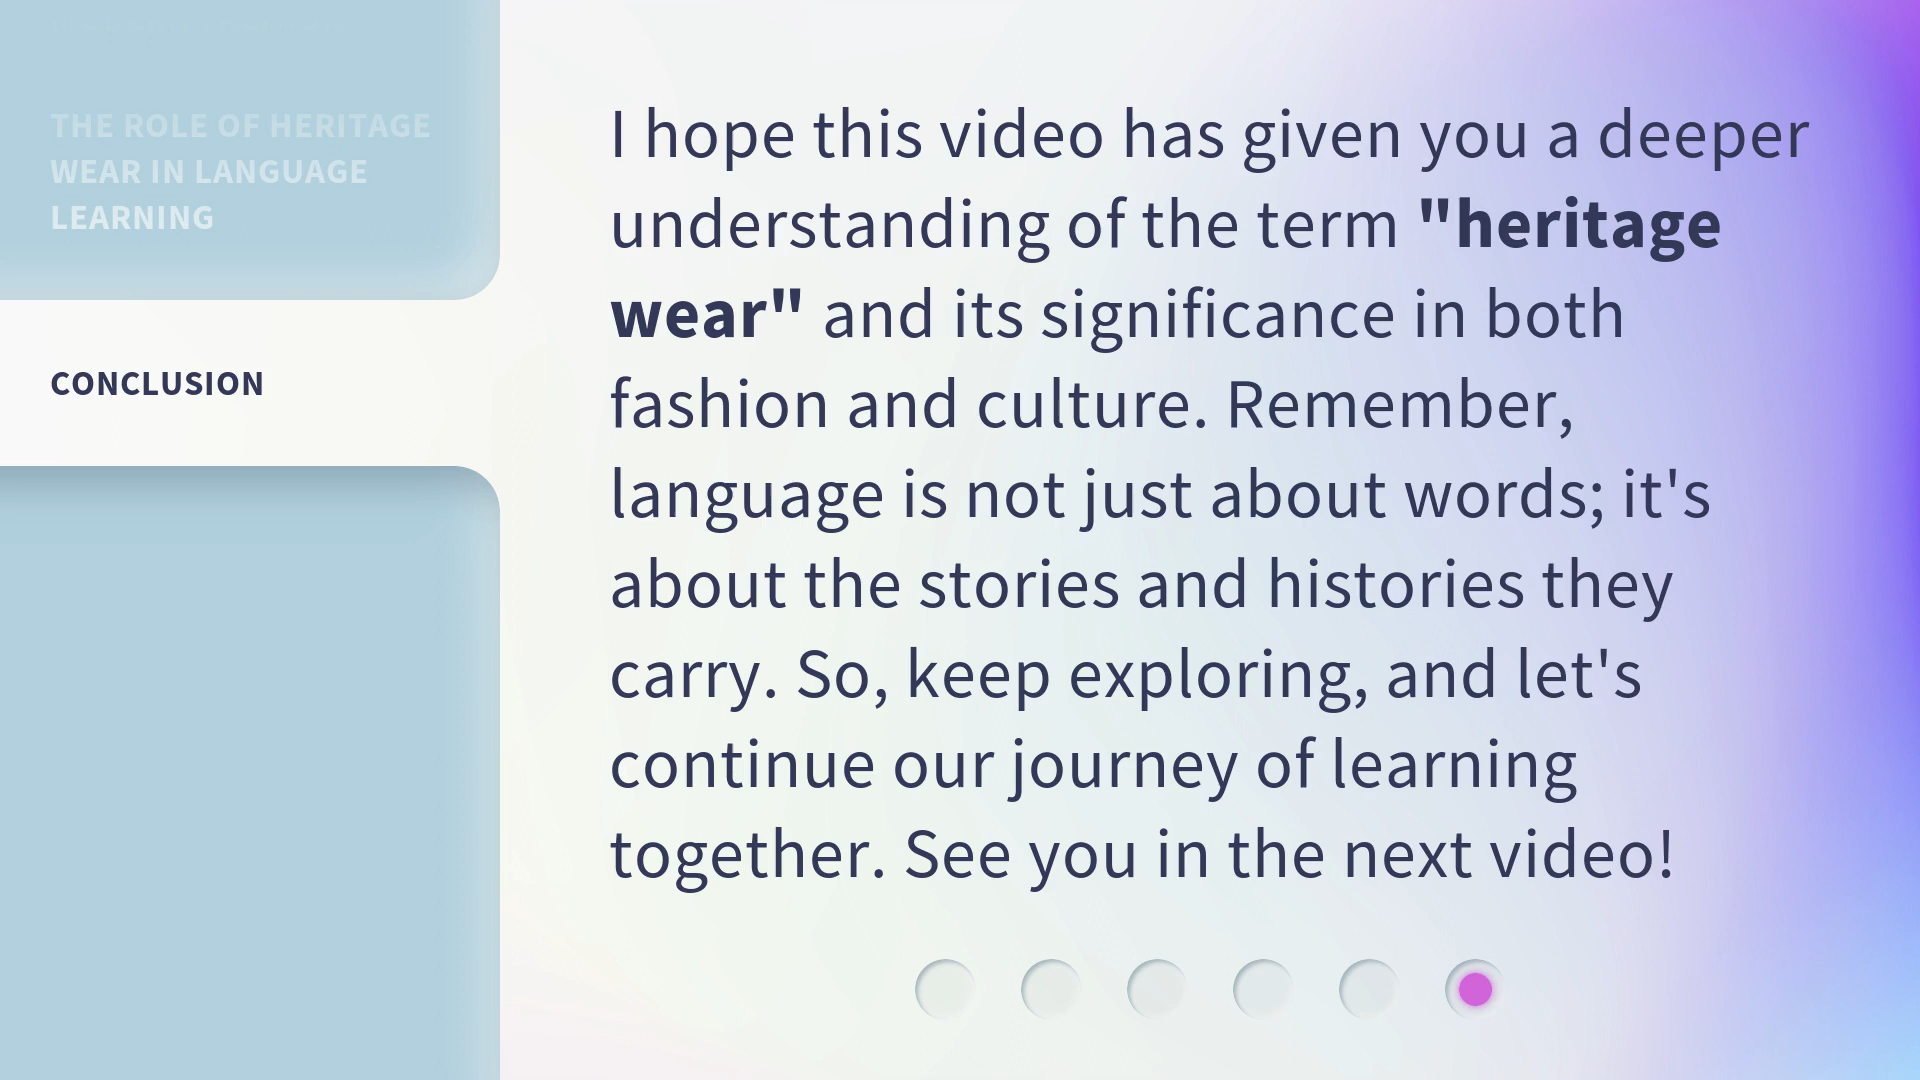 THE ROLE OF HERITAGE
WEAR IN LANGUAGE
LEARNING
CONCLUSION
I hope this video has given you a deeper
understanding of the term "heritage
wear" and its significance in both
fashion and culture. Remember,
language is not just about words; it's
about the stories and histories they
carry. So, keep exploring, and let's
continue our journey of learning
together. See you in the next video!